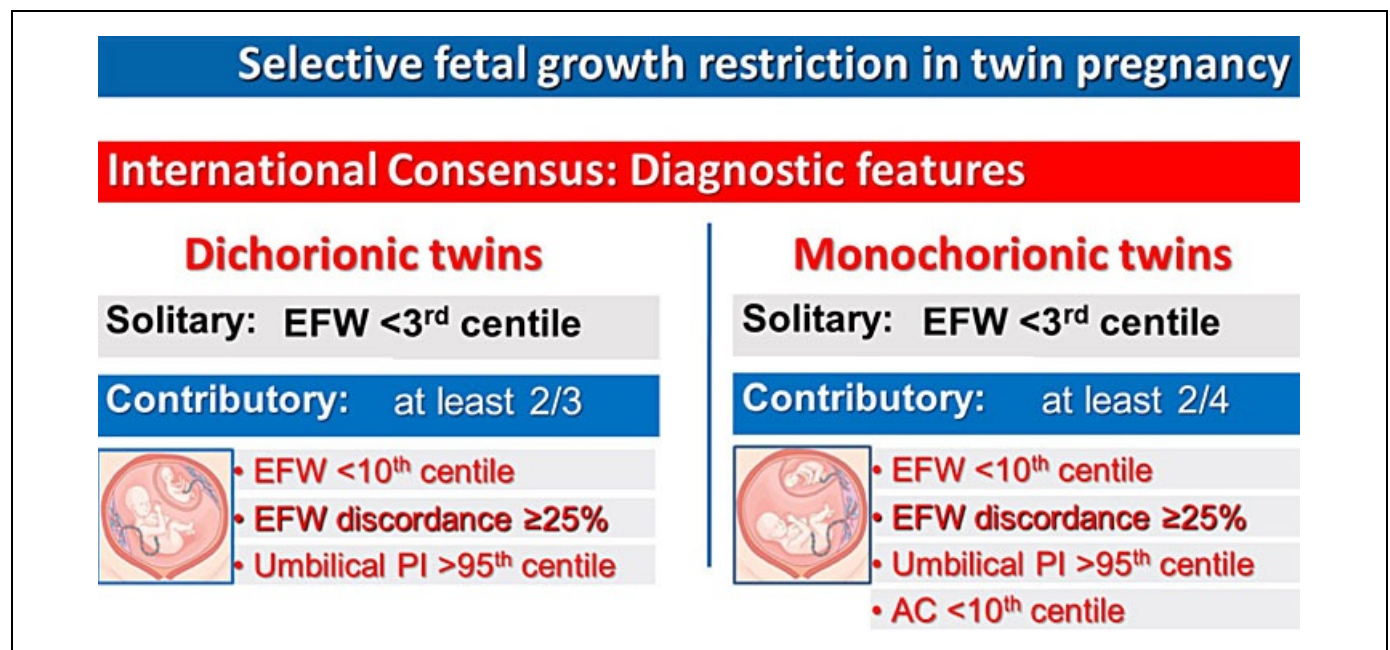 Selective fetal growth restriction in twin pregnancy
International Consensus: Diagnostic features
Dichorionic twins
Solitary: EFW <3rd centile
Contributory: at least 2/3
• EFW <10th centile
• EFW discordance ≥25%
• Umbilical PI >95th centile
Monochorionic twins
Solitary: EFW <3rd centile
Contributory: at least 2/4
• EFW <10th centile
• EFW discordance ≥25%
• Umbilical PI >95th centile
• AC <10th centile